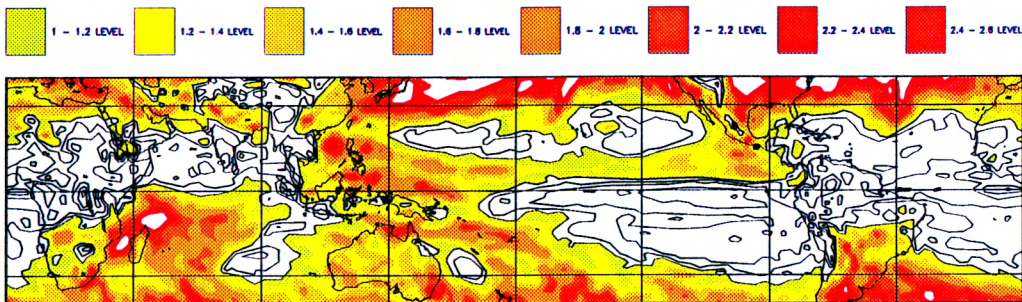 1 - 1.2 LEVEL
1.2 - 1.4 LEVEL
1.4 - 1.6 LEVEL
1.6 - 1.8 LEVEL
1.8 - 2 LEVEL
2 - 2.2 LEVEL
2.2 - 2.4 LEVEL
2.4 - 2.6 LEVEL